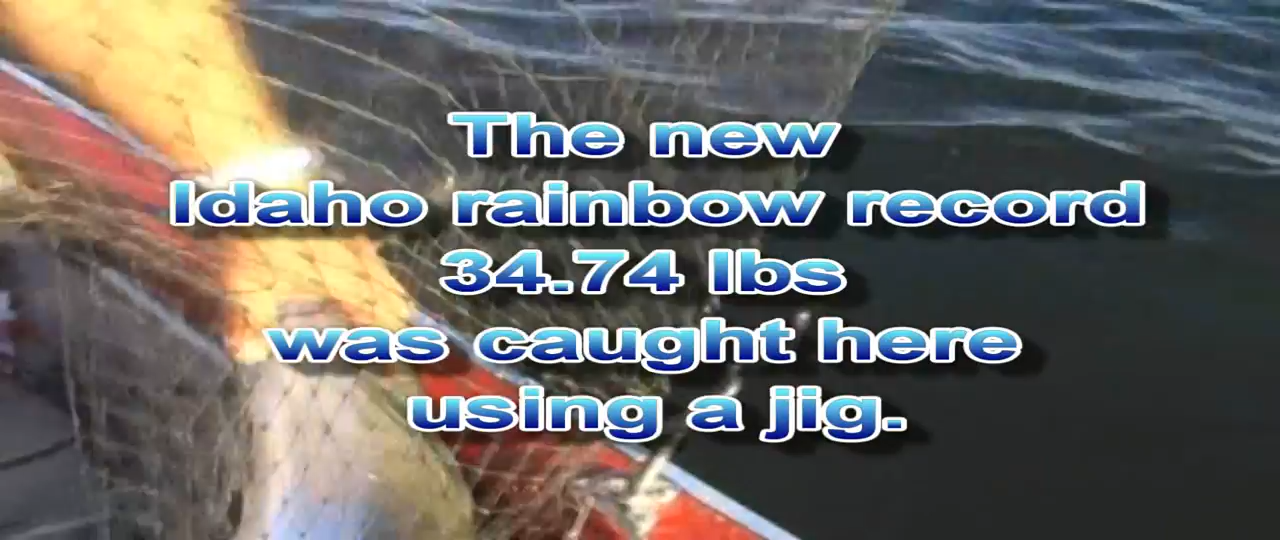 The new
Idaho rainbow record
34.74 lbs
was caught here
using a jig.